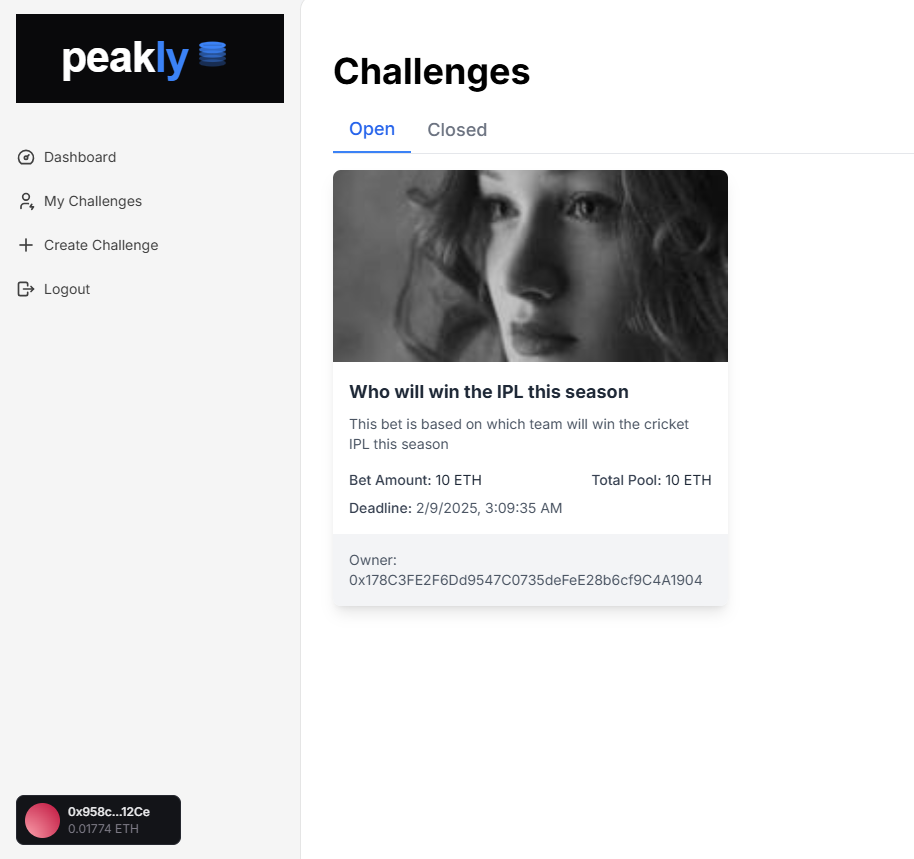 peakly
Dashboard
My Challenges
Create Challenge
Logout
0x958c...12Ce
0.01774 ETH
Challenges
Open Closed
Who will win the IPL this season
This bet is based on which team will win the cricket
IPL this season
Bet Amount: 10 ETH Total Pool: 10 ETH
Deadline: 2/9/2025, 3:09:35 AM
Owner:
0x178C3FE2F6Dd9547C0735deFeE28b6cf9C4A1904